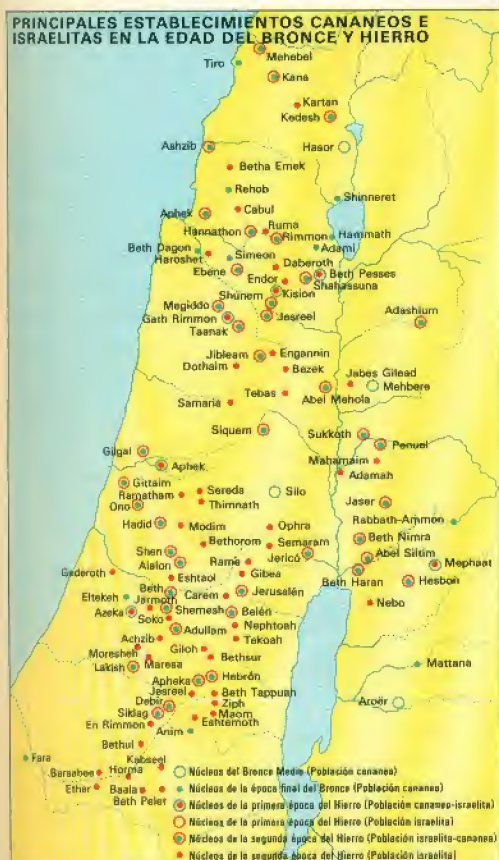 PRINCIPALES ESTABLECIMIENTOS CANANEOS E
ISRAELITAS EN LA EDAD DEL BRONCE Y HIERRO
Mehebel
Tiro
Kana
Kartan
Kedesh
Ashzib
Hasor
Betha Emek
Rehob
Shinneret
Aphek
Cabul
Hannathon
Ruma
Rimmon
Hammath
Beth Dagon
Simeon
Adami
Haroshet
Daberoth
Ebene
Endor
Beth Pesses
Shahassuna
Shunem
Kision
Megiddo
Adashium
Gath Rimmon
Jesreel
Taanak
Jibleam
Engannin
Dothaim
Bezek
Jabes Gilead
Mehbere
Tebas
Abel Mehola
Samaria
Siquem
Sukkoth
Penuel
Gilgal
Mahamaim
Aphek
Adamah
Gittaim
Sereda
Silo
Ramatham
Jaser
Ono
Thimnath
Rabbath-Ammon
Hadid
Modim
Ophra
Beth Nimra
Bethorom
Semaram
Shen
Abel Siltim
Aialon
Rama
Jericó
Mephaat
Gederoth
Gibea
Beth Haran
Hesbon
Eshtaol
Beth
Carem
Jerusalén
Eltekeh
Jarmoth
Nebo
Azeka
Shemesh
Belén
Soko
Nephtoah
Adullam
Achzib
Tekoah
Moresheh
Giloh
Lakish
Maresa
Bethsur
Mattana
Apheka
Hebrón
Jesreel
Beth Tappuah
Debir
Ziph
Aroër
Siklag
Maom
En Rimmon
Eshtemoth
Anim
Bethul
Fara
Kabseel
Barsabee
Horma
Ether
Baala
Beth Pelet
Núcleos del Bronce Medio (Población cananea)
Núcleos de la época final del Bronce (Población cananea)
Núcleos de la primera época del Hierro (Población cananeo-israelita)
Núcleos de la primera época del Hierro (Población israelita)
Núcleos de la segunda época del Hierro (Población israelita-cananea)
Núcleos de la segunda época del Hierro (Población israelita)